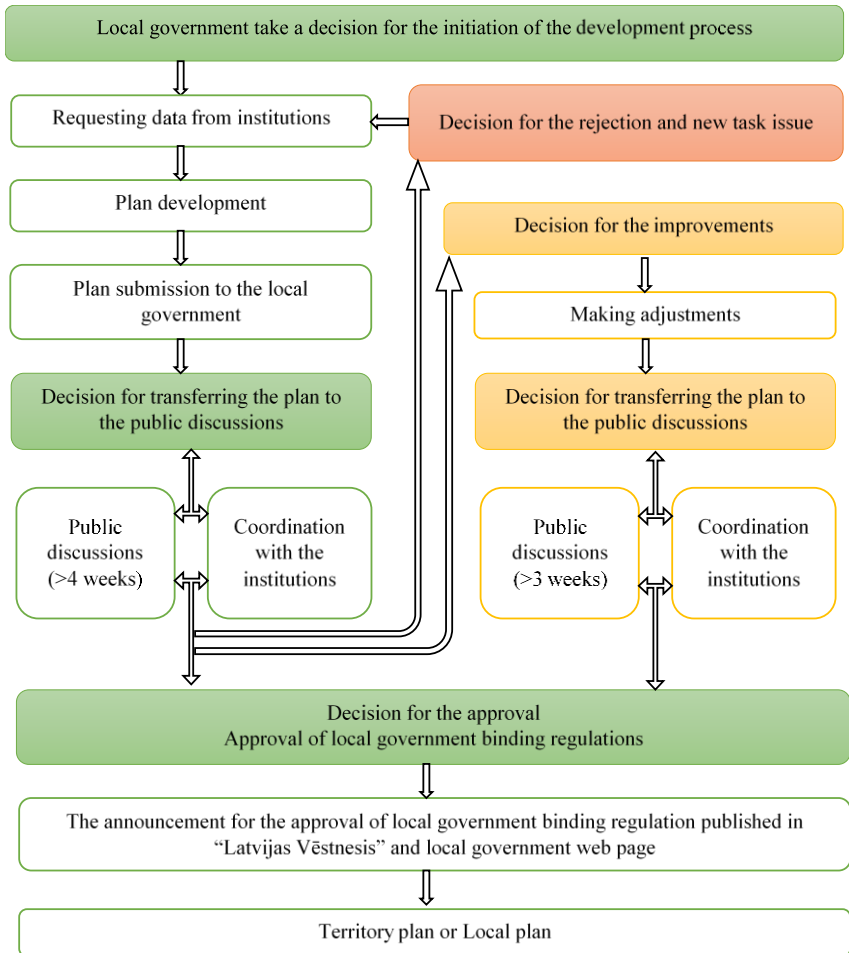 Local government take a decision for the initiation of the development process
Requesting data from institutions
Decision for the rejection and new task issue
Plan development
Decision for the improvements
Plan submission to the local
government
Making adjustments
Decision for transferring the plan to
the public discussions
Decision for transferring the plan to
the public discussions
Public
discussions
(>4 weeks)
Coordination
with the
institutions
Public
discussions
(>3 weeks)
Coordination
with the
institutions
Decision for the approval
Approval of local government binding regulations
The announcement for the approval of local government binding regulation published in
“Latvijas Vēstnesis” and local government web page
Territory plan or Local plan